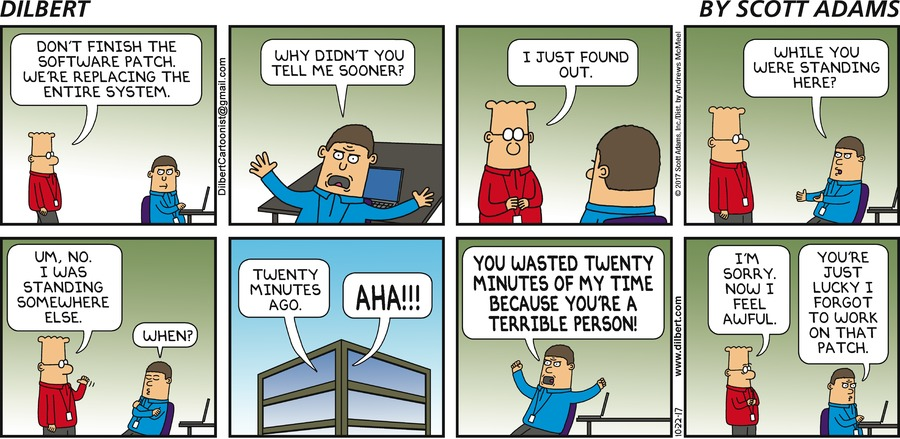 DILBERT
BY SCOTT ADAMS
DON'T FINISH THE
SOFTWARE PATCH.
WE'RE REPLACING THE
ENTIRE SYSTEM.
DilbertCartoonist@gmail.com
WHY DIDN'T YOU
TELL ME SOONER?
I JUST FOUND
OUT.
© 2017 Scott Adams, Inc./Dist. by Andrews McMeel
WHILE YOU
WERE STANDING
HERE?
UM, NO.
I WAS
STANDING
SOMEWHERE
ELSE.
WHEN?
TWENTY
MINUTES
AGO.
AHA!!!
YOU WASTED TWENTY
MINUTES OF MY TIME
BECAUSE YOU'RE A
TERRIBLE PERSON!
www.dilbert.com
10-22-17
I'M
SORRY.
NOW I
FEEL
AWFUL.
YOU'RE
JUST
LUCKY I
FORGOT
TO WORK
ON THAT
PATCH.